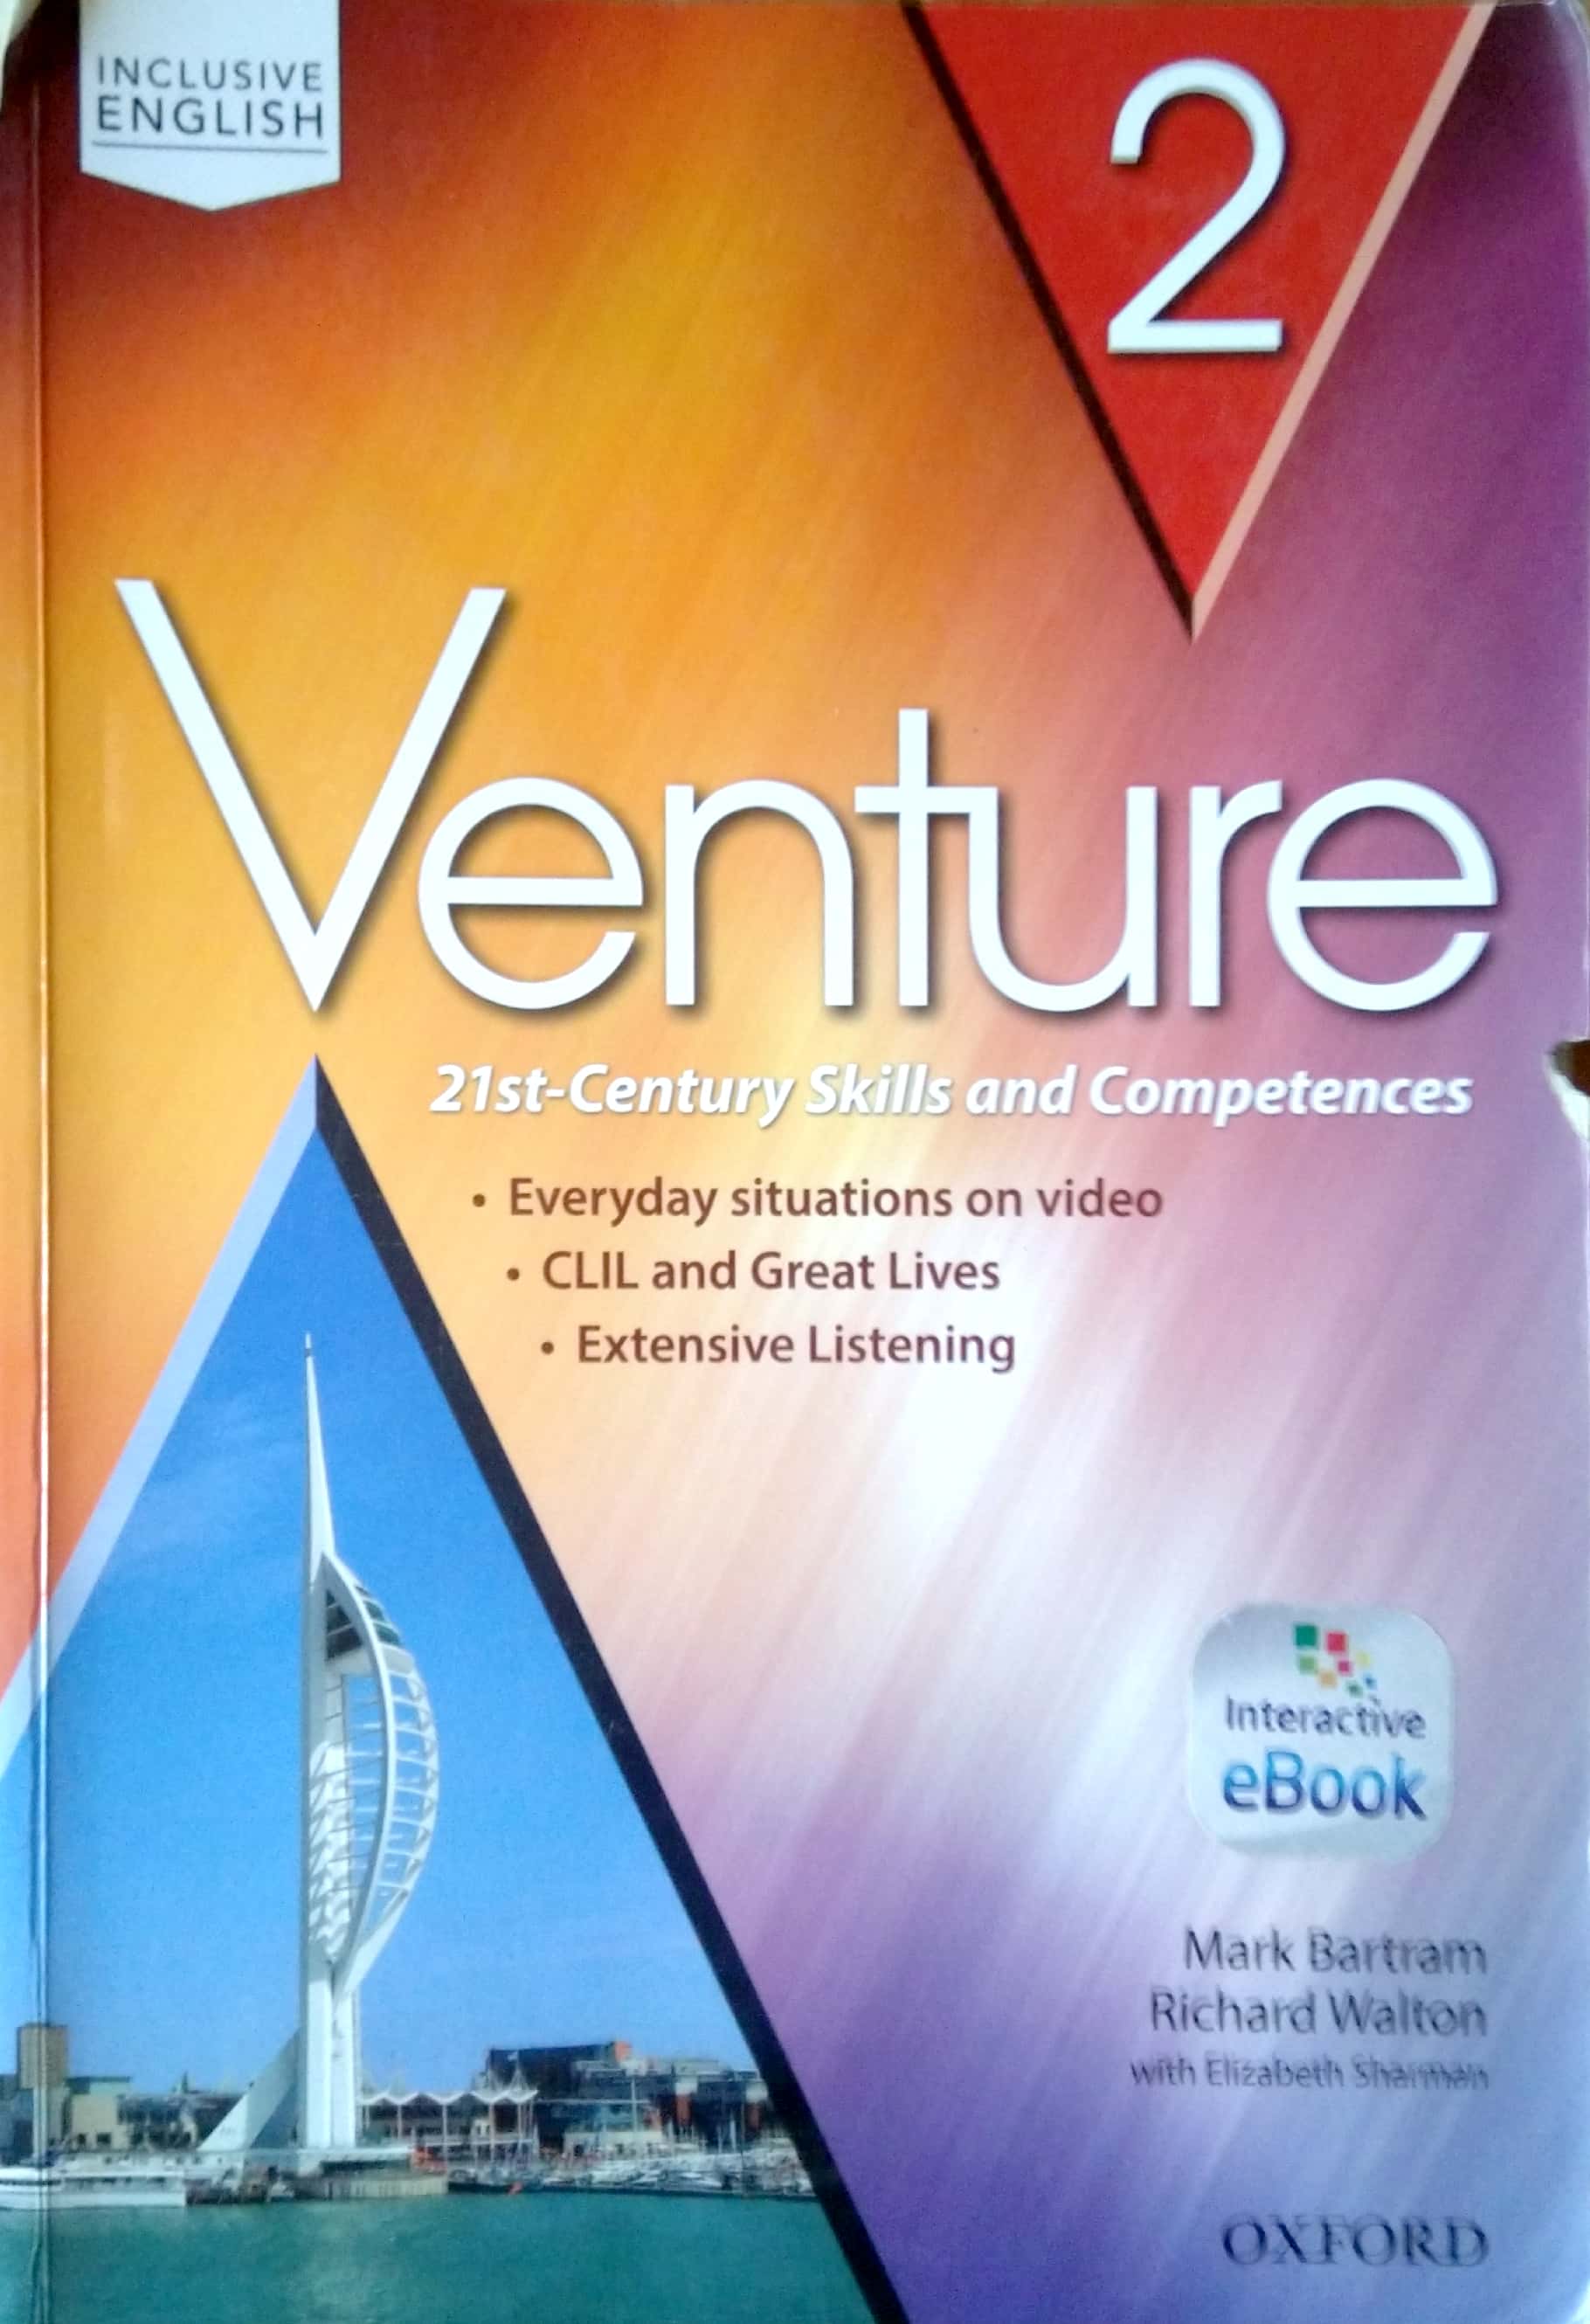 INCLUSIVE
ENGLISH
2
Venture
21st-Century Skills and Competences
• Everyday situations on video
• CLIL and Great Lives
• Extensive Listening
Interactive
eBook
Mark Bartram
Richard Walton
with Elizabeth Sharman
OXFORD